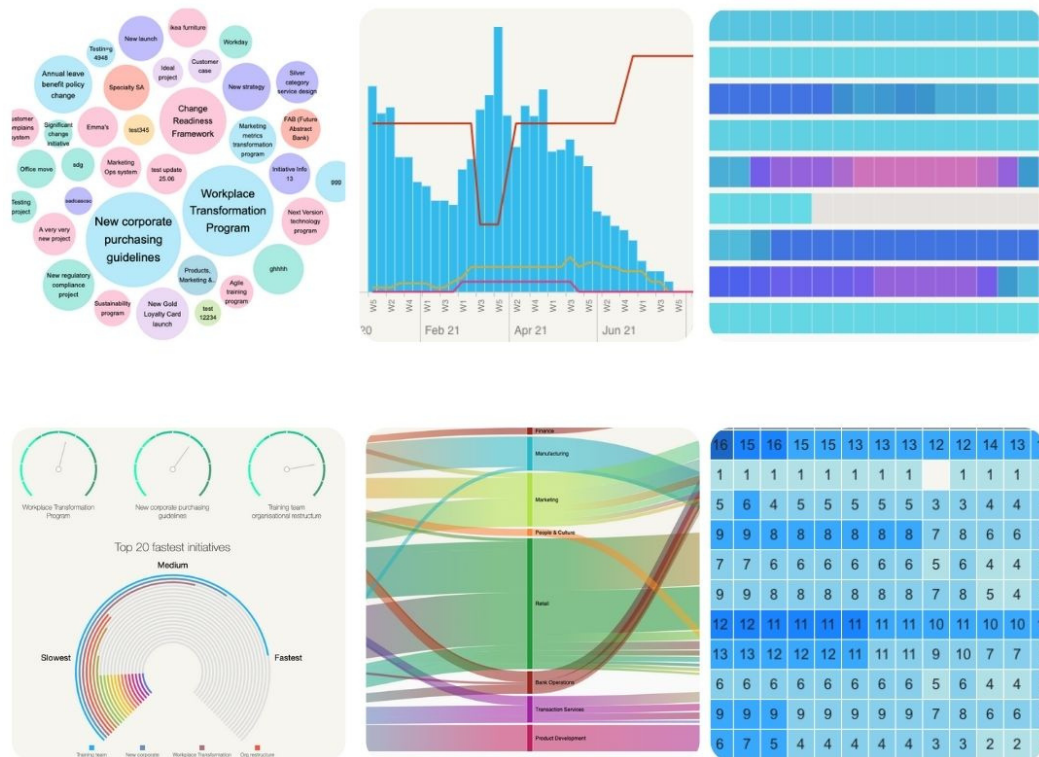 Ikea furniture
New launch
Testin=g
4948
Workday
Ideal
project
Customer
case
Annual leave
benefit policy
change
Specialty SA
New strategy
Silver
category
service design
Change
Readiness
Framework
ustomer
mplains
system
Significant
change
initiative
Emma's
test345
Marketing
metrics
transformation
program
FAB (Future
Abstract
Bank)
Office move
sdg
Marketing
Ops system
test update
25.06
Initiative Info
13
999
Workplace
Transformation
Program
Testing
project
A very very
new project
New corporate
purchasing
guidelines
Next Version
technology
program
New regulatory
compliance
project
Products,
Marketing &..
Agile
training
program
ghhhh
Sustainability
program
New Gold
Loyalty Card
launch
test
12234
W5 W2 W4 W1 W3 W5 W2 W4 W1 W3 W5 W2 W4 W1 W3 W5
20 Feb 21 Apr 21 Jun 21
Workplace Transformation
Program
New corporate purchasing
guidelines
Training team
organisational restructure
Top 20 fastest initiatives
Medium
Slowest
Fastest
Training team
New corporate
Workplace Transformation
Org restructure
Finance
Manufacturing
Marketing
People & Culture
Retail
Bank Operations
Transaction Services
Product Development
16 15 16 15 15 13 13 13 12 12 14 13
1 1 1 1 1 1 1 1 1 1 1
5 6 4 5 5 5 5 5 3 3 4 4
9 9 8 8 8 8 8 8 7 8 6 6
7 7 6 6 6 6 6 6 5 6 4 4
9 9 8 8 8 8 8 8 7 8 5 4
12 12 11 11 11 11 11 11 10 11 10 10
13 13 12 12 12 11 11 11 9 10 7 7
6 6 6 6 6 6 6 6 5 6 4 4
9 9 9 9 9 9 9 9 7 8 6 6
6 7 5 4 4 4 4 4 3 3 2 2